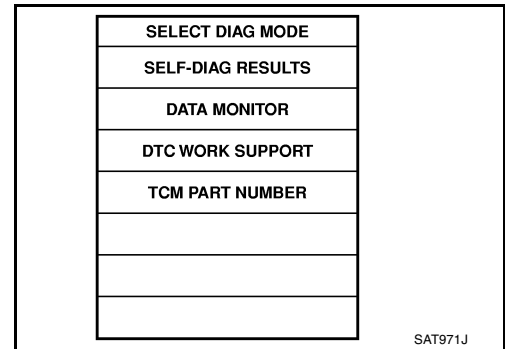 SELECT DIAG MODE
SELF-DIAG RESULTS
DATA MONITOR
DTC WORK SUPPORT
TCM PART NUMBER
SAT971J